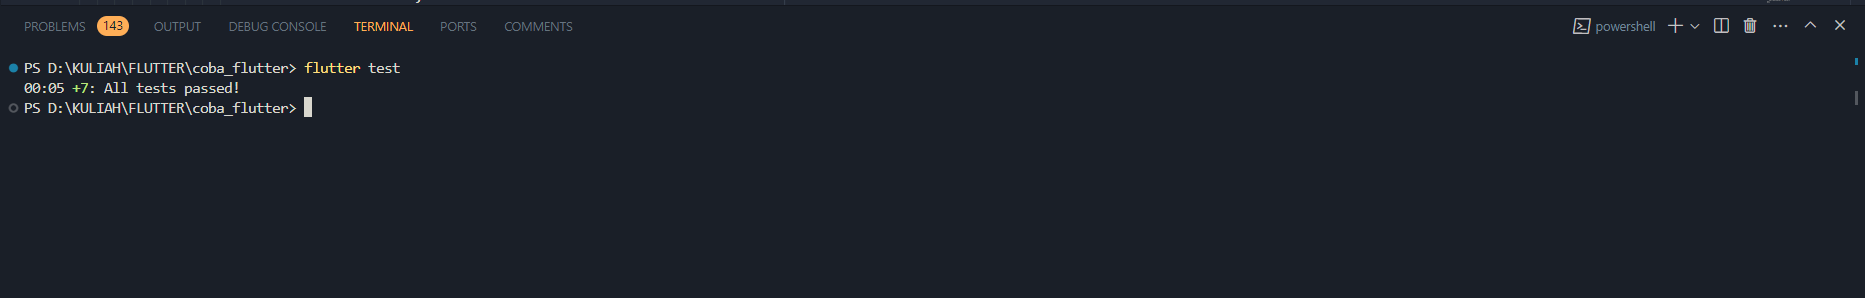 PROBLEMS 143 OUTPUT DEBUG CONSOLE TERMINAL PORTS COMMENTS powershell
PS D:\KULIAH\FLUTTER\coba_flutter> flutter test
00:05 +7: All tests passed!
PS D:\KULIAH\FLUTTER\coba_flutter>